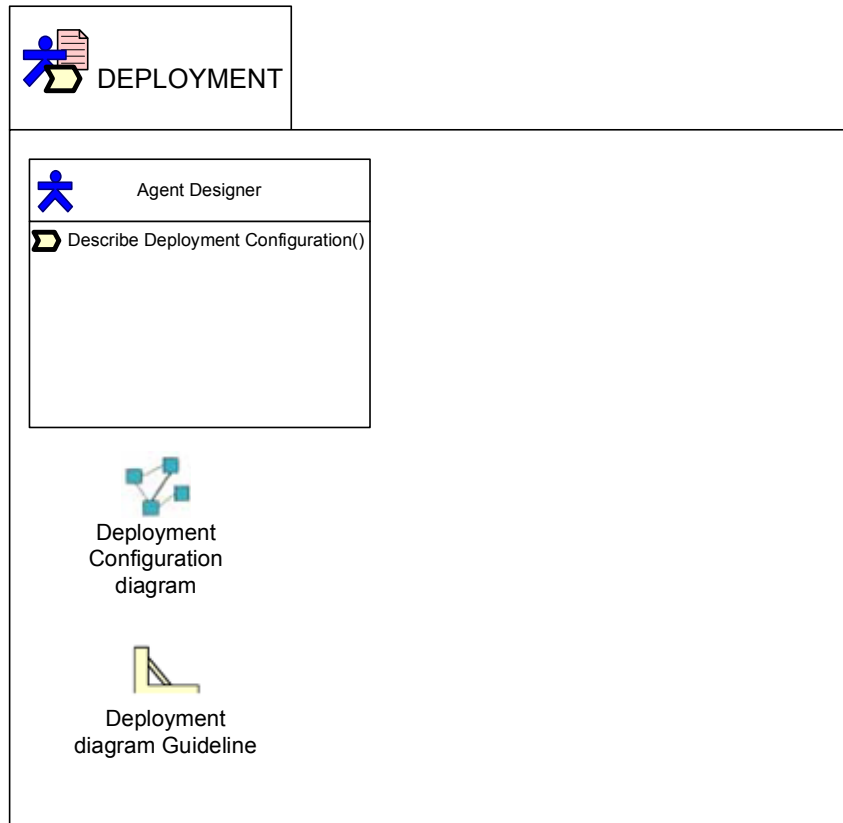 DEPLOYMENT
Agent Designer
Describe Deployment Configuration()
Deployment
Configuration
diagram
Deployment
diagram Guideline